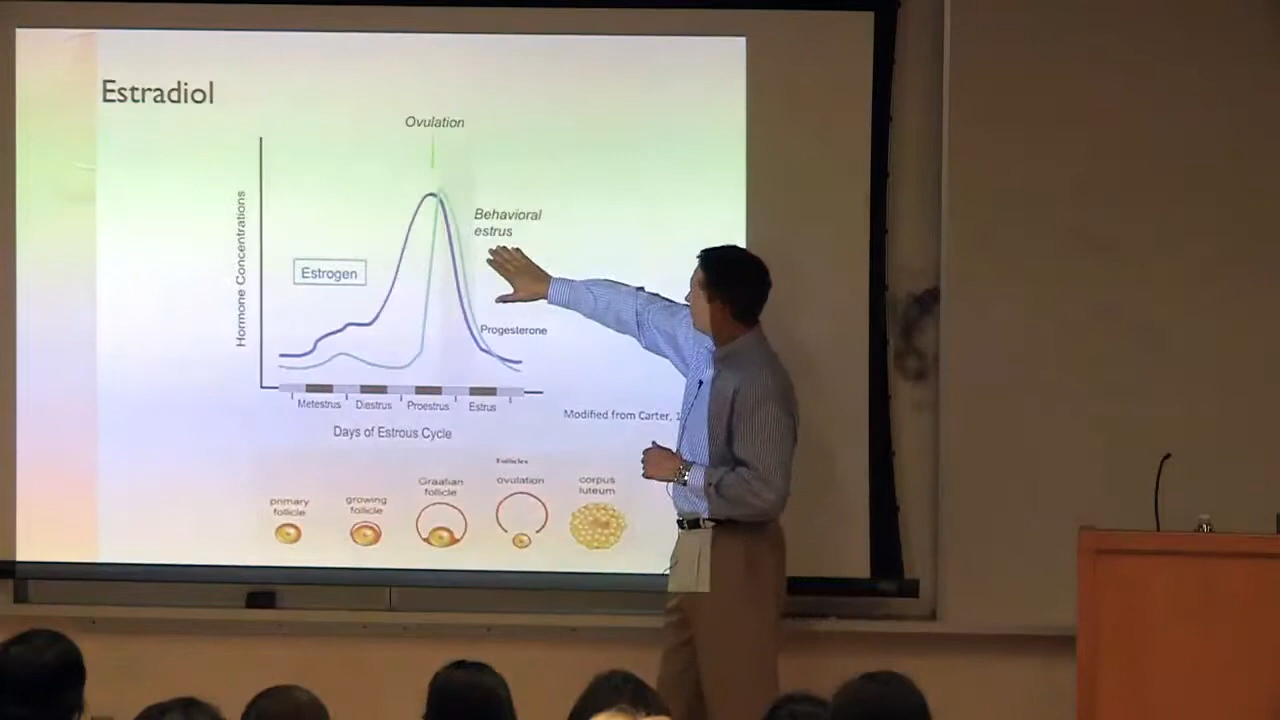 Estradiol
Ovulation
Hormone Concentrations
Behavioral
estrus
Estrogen
Progesterone
Metestrus Diestrus Proestrus Estrus
Modified from Carter,
Days of Estrous Cycle
Follicles
primary
follicle
growing
follicle
Graafian
follicle
ovulation
corpus
luteum